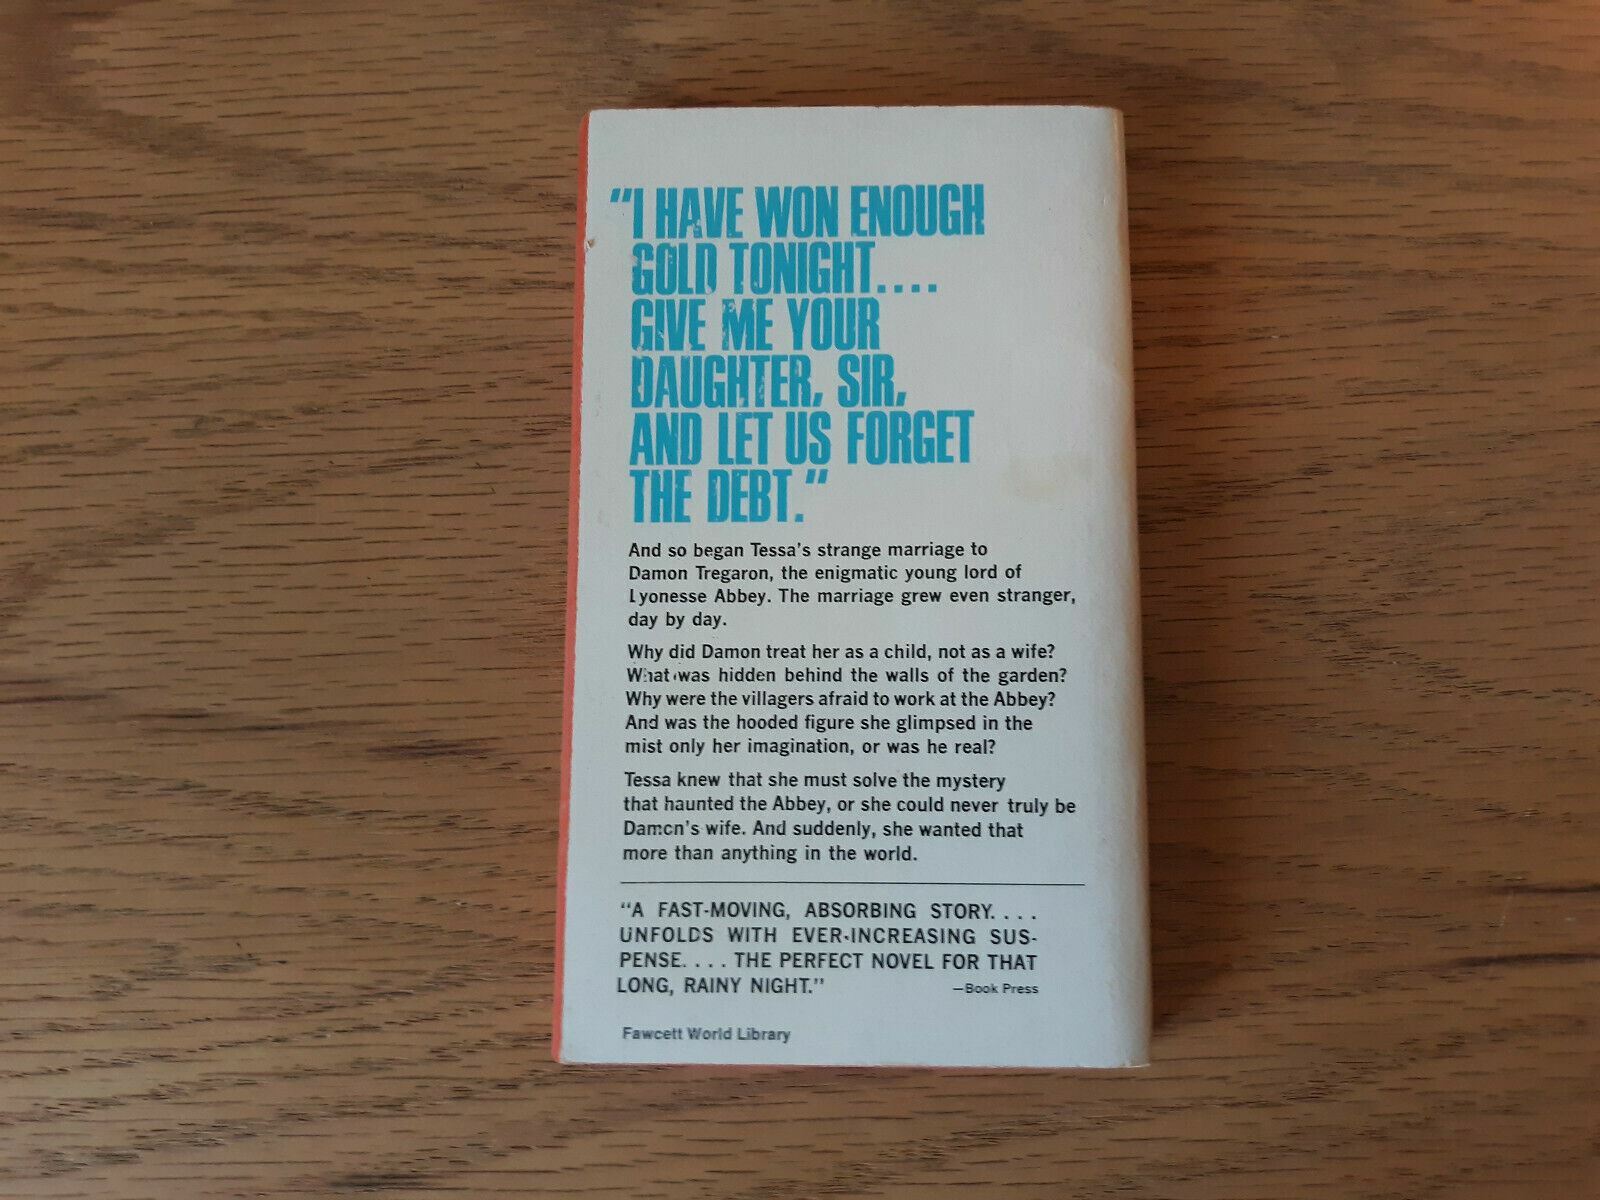 "I HAVE WON ENOUGH
GOLD TONIGHT....
GIVE ME YOUR
DAUGHTER, SIR,
AND LET US FORGET
THE DEBT."
And so began Tessa's strange marriage to
Damon Tregaron, the enigmatic young lord of
Lyonesse Abbey. The marriage grew even stranger,
day by day.
Why did Damon treat her as a child, not as a wife?
What was hidden behind the walls of the garden?
Why were the villagers afraid to work at the Abbey?
And was the hooded figure she glimpsed in the
mist only her imagination, or was he real?
Tessa knew that she must solve the mystery
that haunted the Abbey, or she could never truly be
Damon's wife. And suddenly, she wanted that
more than anything in the world.
"A FAST-MOVING, ABSORBING STORY. . . .
UNFOLDS WITH EVER-INCREASING SUS-
PENSE. . . . THE PERFECT NOVEL FOR THAT
LONG, RAINY NIGHT." —Book Press
Fawcett World Library